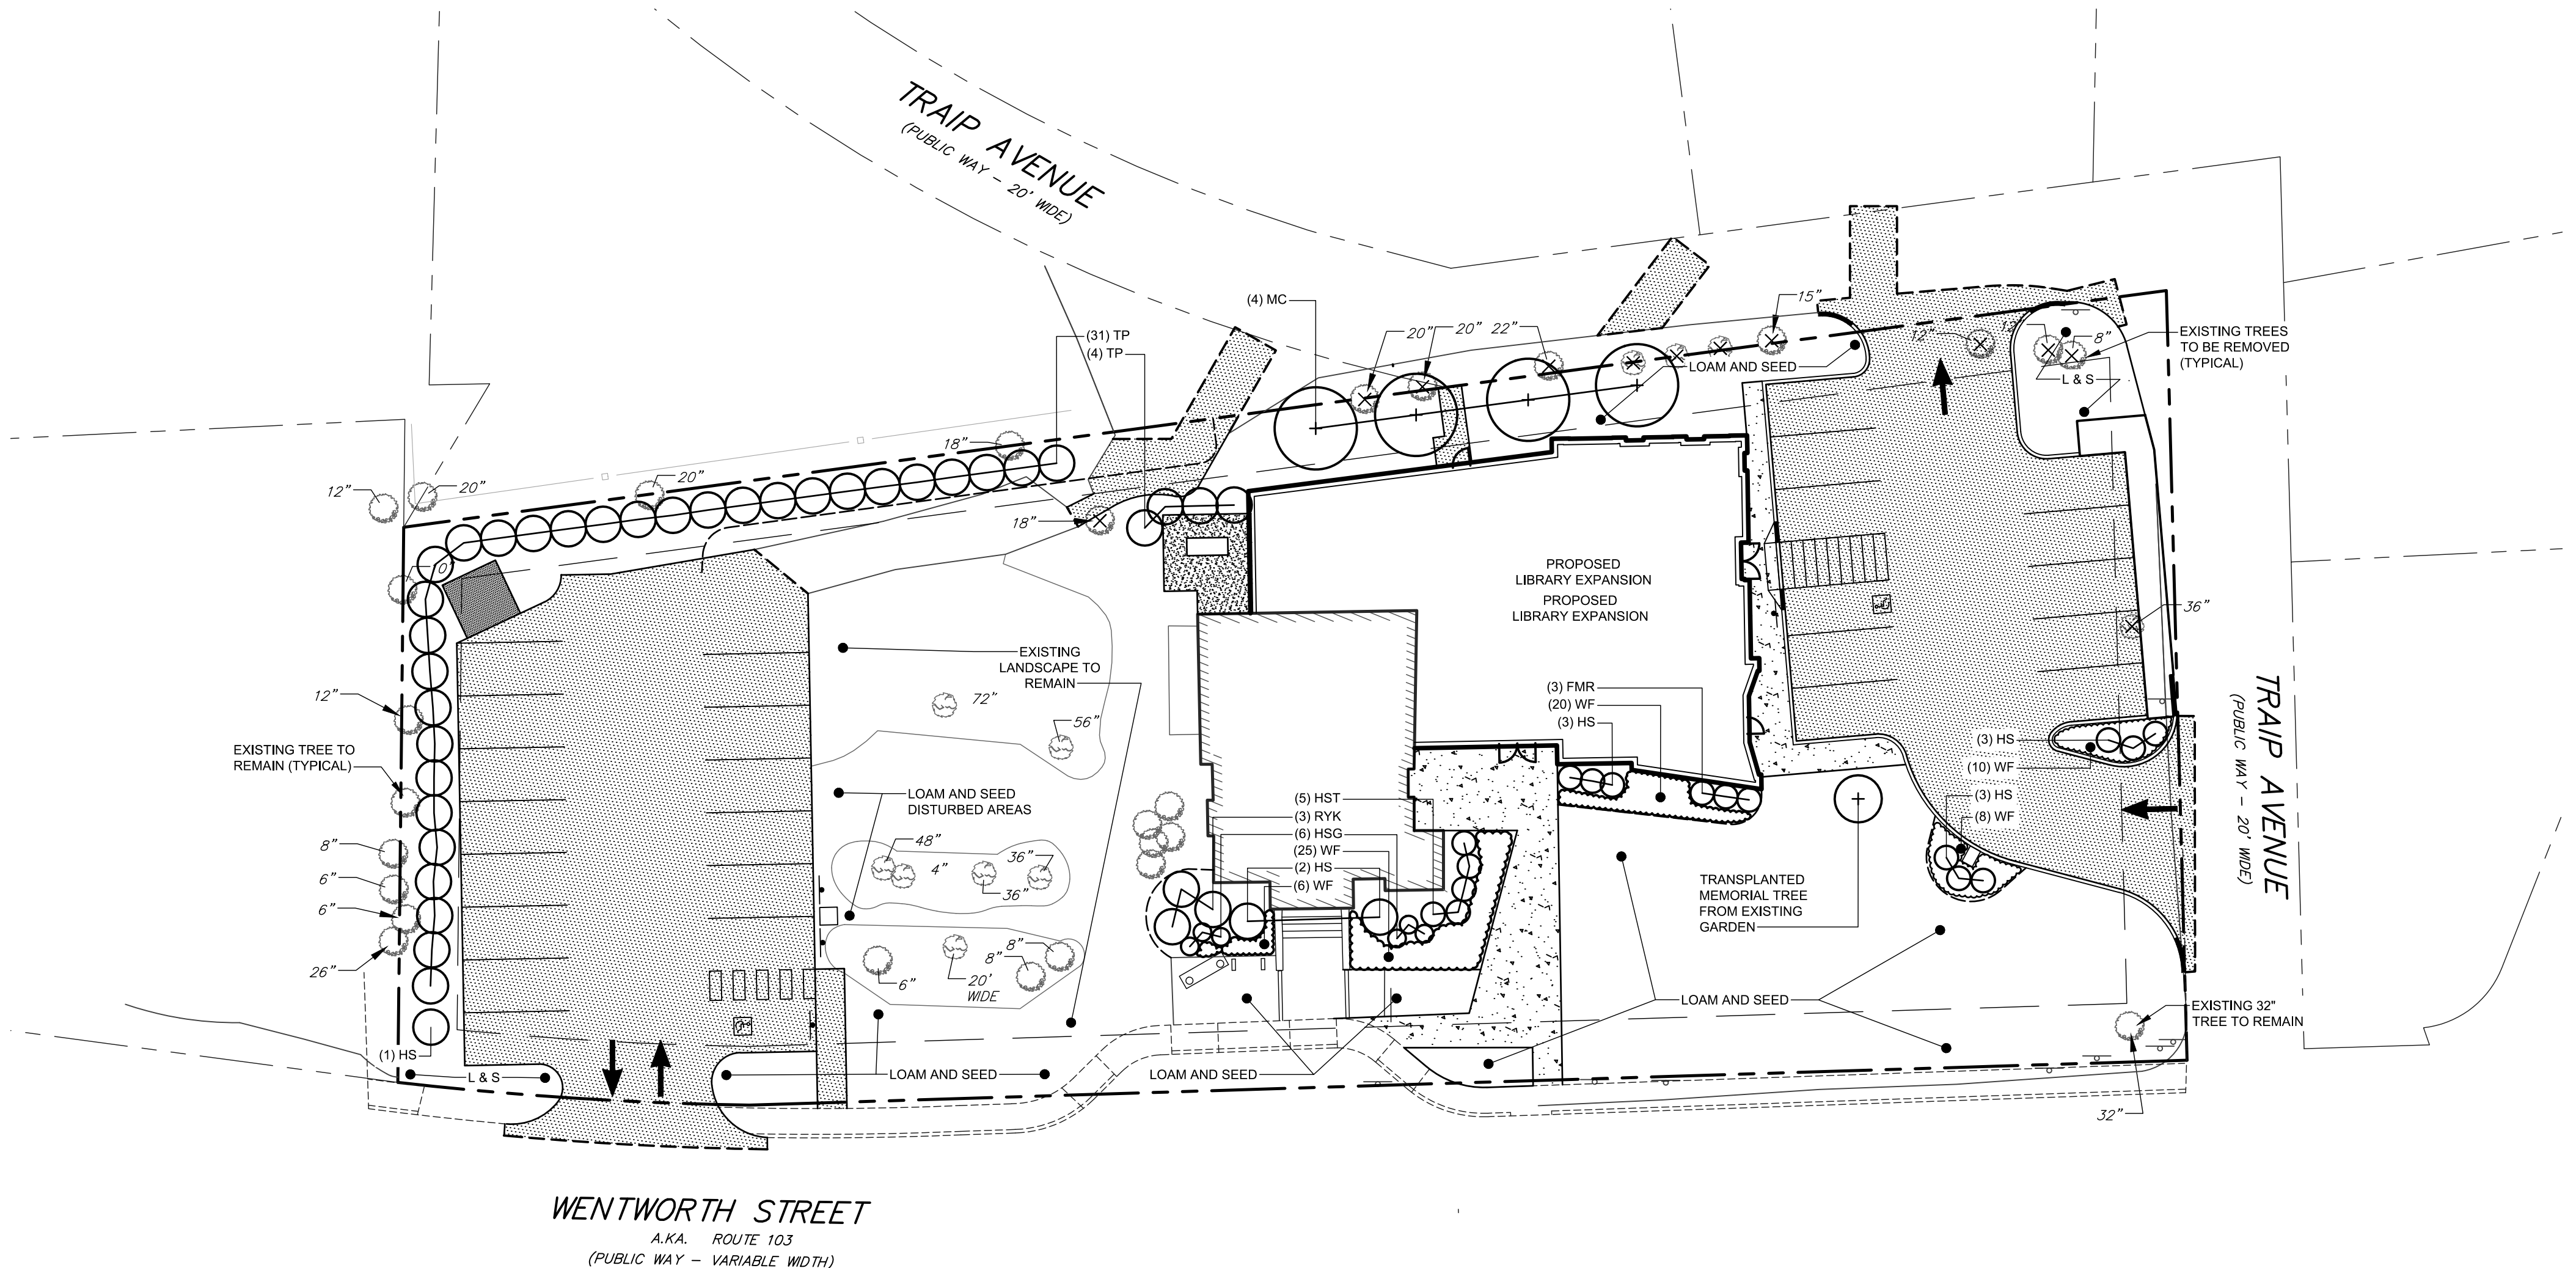 TRAIP AVENUE
(PUBLIC WAY - 20' WIDE)
(4) MC
(31) TP
(4) TP
15"
20"
20"
22"
12"
8"
EXISTING TREES
TO BE REMOVED
(TYPICAL)
LOAM AND SEED
L & S
18"
20"
12"
20"
18"
PROPOSED
LIBRARY EXPANSION
PROPOSED
LIBRARY EXPANSION
36"
EXISTING
LANDSCAPE TO
REMAIN
72"
56"
12"
(3) FMR
(20) WF
(3) HS
TRAIP AVENUE
(PUBLIC WAY - 20' WIDE)
EXISTING TREE TO
REMAIN (TYPICAL)
(3) HS
(10) WF
LOAM AND SEED
DISTURBED AREAS
(5) HST
(3) RYK
(6) HSG
(25) WF
(2) HS
(6) WF
(3) HS
(8) WF
8"
6"
6"
26"
48"
4"
36"
36"
TRANSPLANTED
MEMORIAL TREE
FROM EXISTING
GARDEN
8"
8"
6"
20'
WIDE
LOAM AND SEED
EXISTING 32"
TREE TO REMAIN
(1) HS
L & S
LOAM AND SEED
LOAM AND SEED
32"
WENTWORTH STREET
A.K.A. ROUTE 103
(PUBLIC WAY - VARIABLE WIDTH)